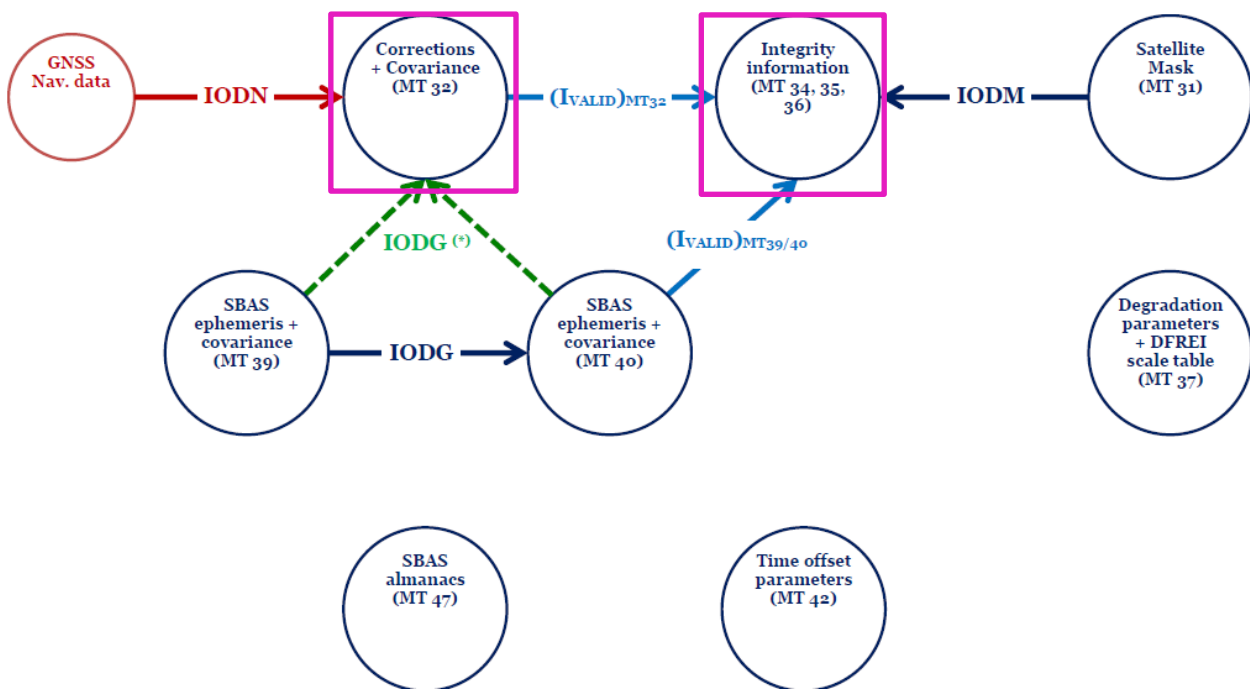 GNSS
Nav. data
IODN
Corrections
+ Covariance
(MT 32)
(IVALID)MT32
Integrity
information
(MT 34, 35,
36)
IODM
Satellite
Mask
(MT 31)
IODG (*)
(IVALID)MT39/40
SBAS
ephemeris +
covariance
(MT 39)
IODG
SBAS
ephemeris +
covariance
(MT 40)
Degradation
parameters
+ DFREI
scale table
(MT 37)
SBAS
almanacs
(MT 47)
Time offset
parameters
(MT 42)